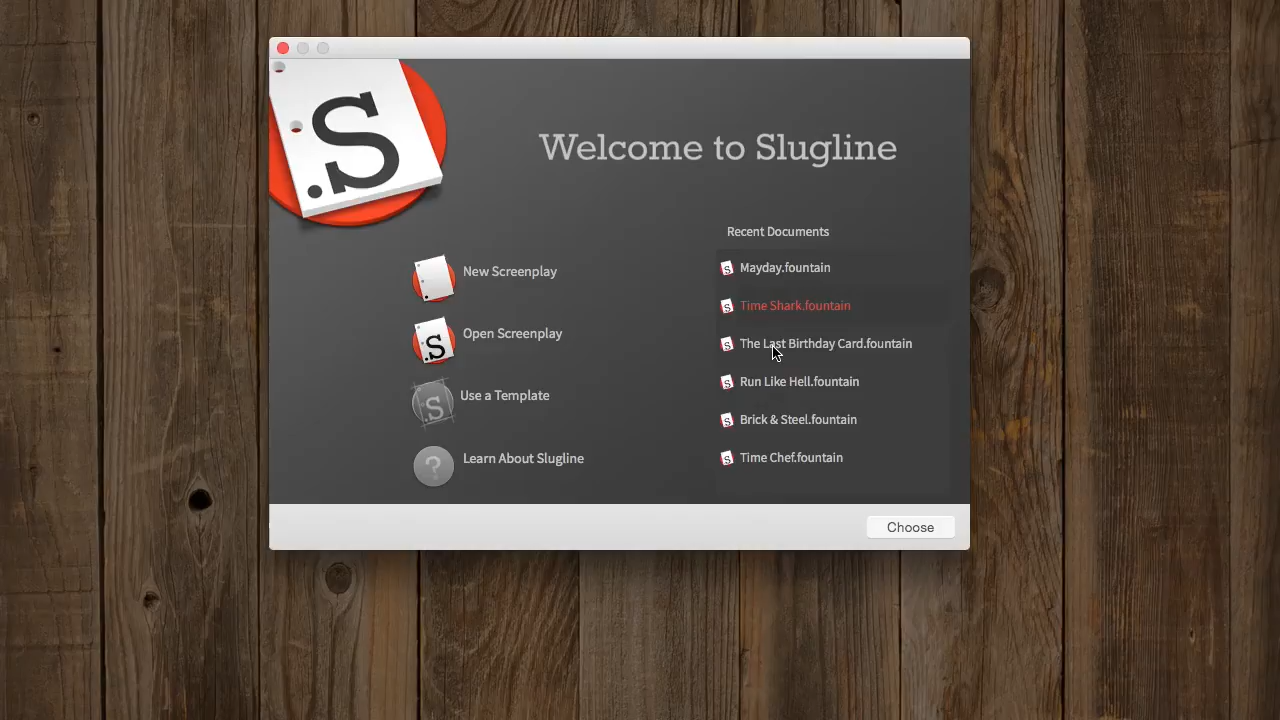 .S
Welcome to Slugline
New Screenplay
Open Screenplay
Use a Template
Learn About Slugline
Recent Documents
Mayday.fountain
Time Shark.fountain
The Last Birthday Card.fountain
Run Like Hell.fountain
Brick & Steel.fountain
Time Chef.fountain
Choose